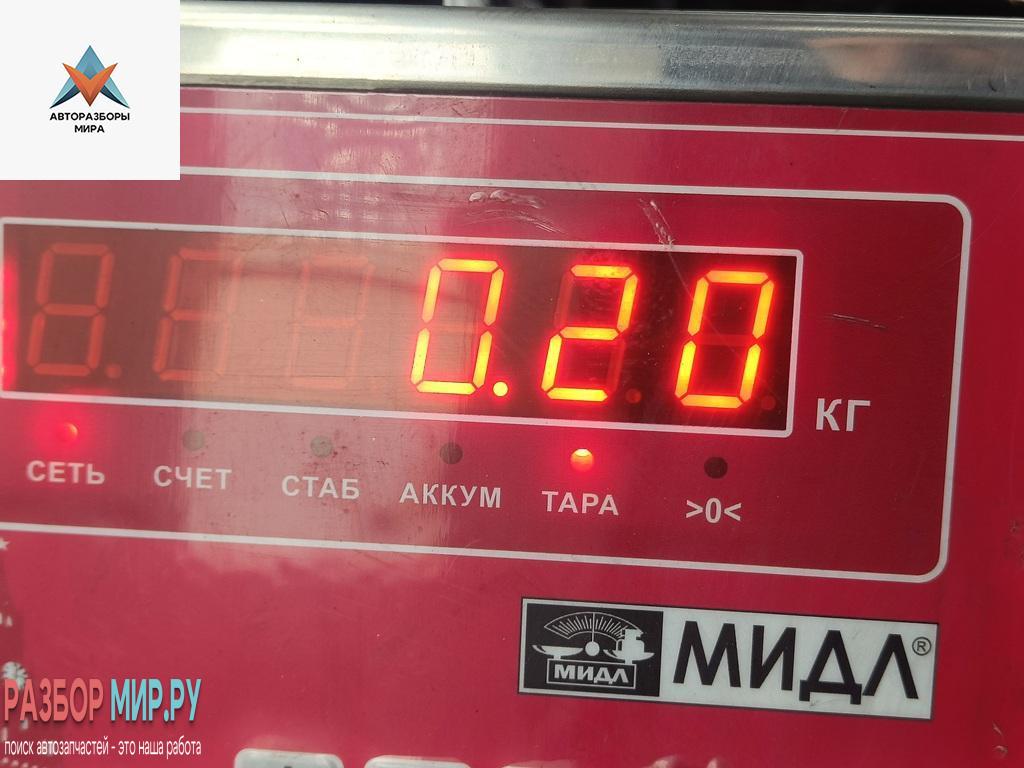 АВТОРАЗБОРЫ
МИРА
0.20
КГ
СЕТЬ СЧЕТ СТАБ АККУМ ТАРА >0<
МИДЛ МИДЛ®
РАЗБОР МИР.РУ
поиск автозапчастей - это наша работа